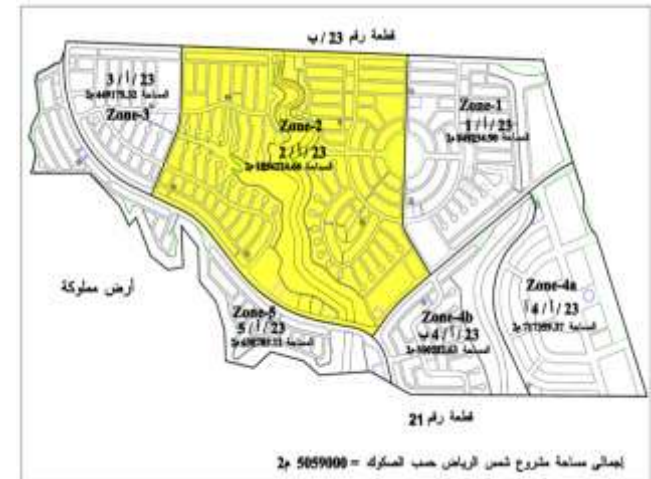 قطعة رقم 23/ب
3 / أ / 23
Zone-3
Zone-1
1 / أ / 23
Zone-2
2 / أ / 23
Zone-4a
23 / أ / 4أ
أرض مملوكة
Zone-5
5 / أ / 23
Zone-4b
23 / أ / 4 ب
قطعة رقم 21
إجمالي مساحة مشروع شمس الرياض حسب الصكوك = 5059000 م2